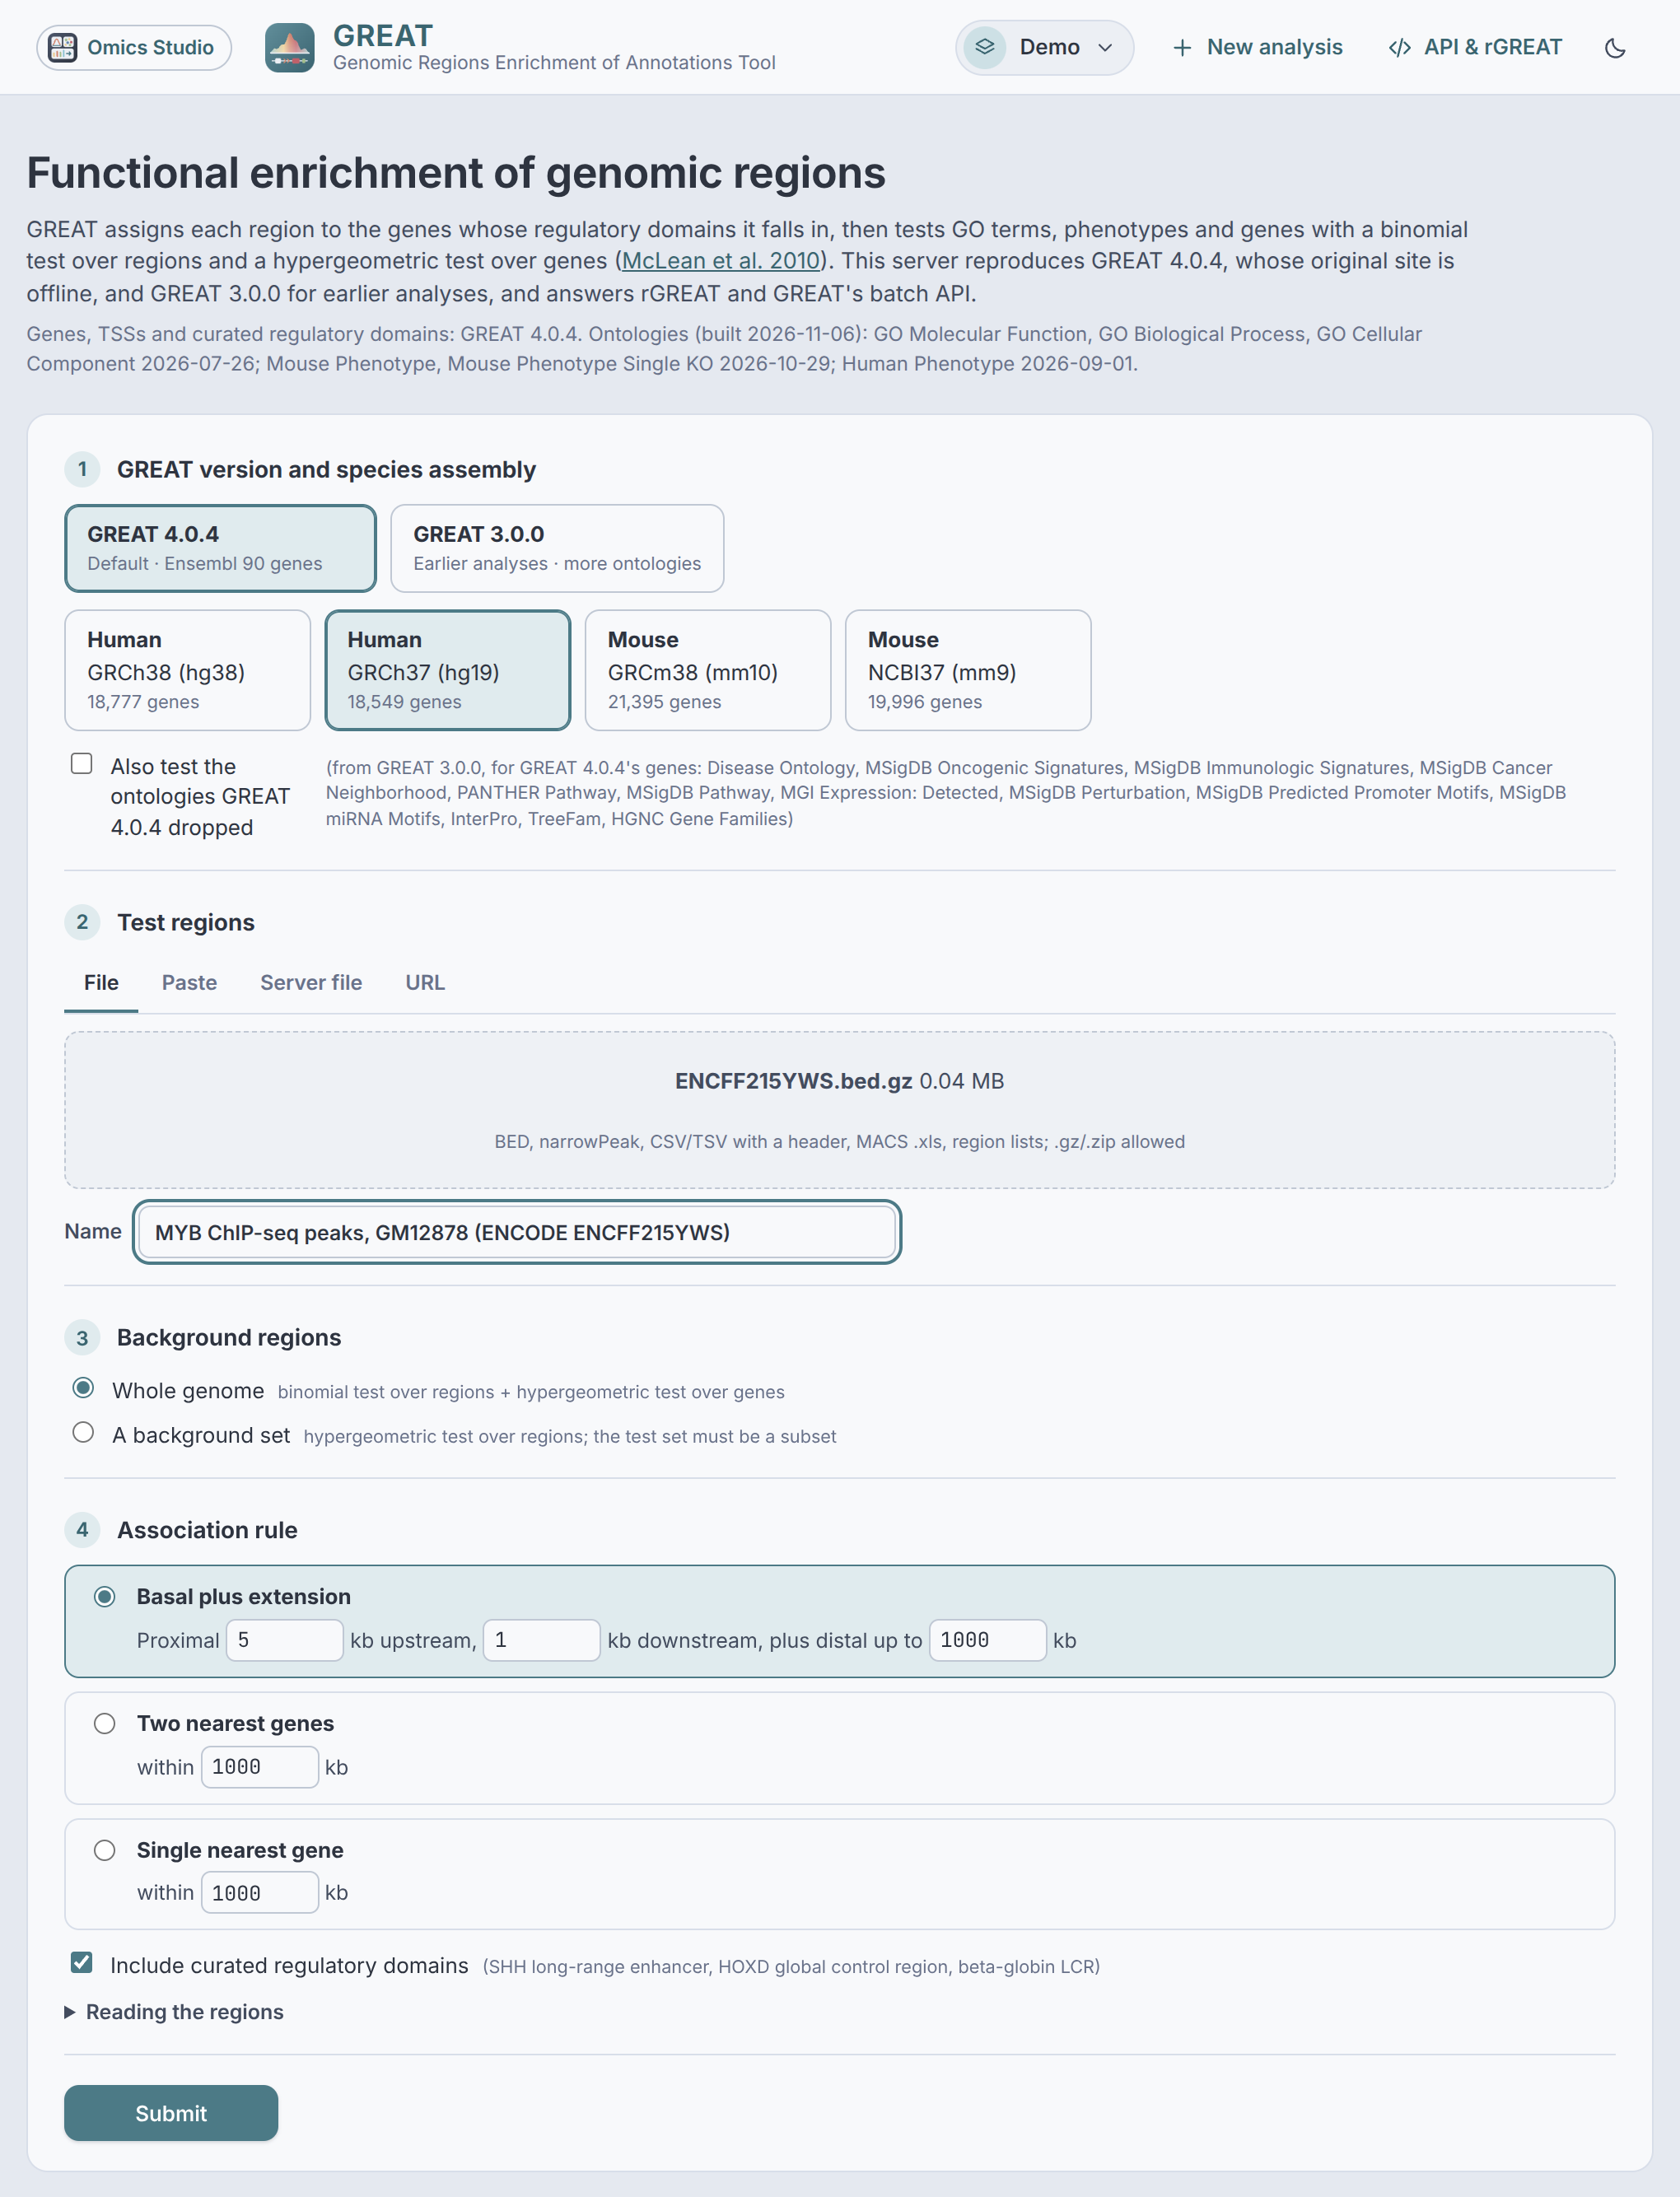 Omics Studio
GREAT
Genomic Regions Enrichment of Annotations Tool
Demo
New analysis
API & rGREAT
Functional enrichment of genomic regions
GREAT assigns each region to the genes whose regulatory domains it falls in, then tests GO terms, phenotypes and genes with a binomial
test over regions and a hypergeometric test over genes (McLean et al. 2010). This server reproduces GREAT 4.0.4, whose original site is
offline, and GREAT 3.0.0 for earlier analyses, and answers rGREAT and GREAT's batch API.
Genes, TSSs and curated regulatory domains: GREAT 4.0.4. Ontologies (built 2026-11-06): GO Molecular Function, GO Biological Process, GO Cellular
Component 2026-07-26; Mouse Phenotype, Mouse Phenotype Single KO 2026-10-29; Human Phenotype 2026-09-01.
1 GREAT version and species assembly
GREAT 4.0.4
Default · Ensembl 90 genes
GREAT 3.0.0
Earlier analyses · more ontologies
Human
GRCh38 (hg38)
18,777 genes
Human
GRCh37 (hg19)
18,549 genes
Mouse
GRCm38 (mm10)
21,395 genes
Mouse
NCBI37 (mm9)
19,996 genes
Also test the
ontologies GREAT
4.0.4 dropped
(from GREAT 3.0.0, for GREAT 4.0.4's genes: Disease Ontology, MSigDB Oncogenic Signatures, MSigDB Immunologic Signatures, MSigDB Cancer
Neighborhood, PANTHER Pathway, MSigDB Pathway, MGI Expression: Detected, MSigDB Perturbation, MSigDB Predicted Promoter Motifs, MSigDB
miRNA Motifs, InterPro, TreeFam, HGNC Gene Families)
2 Test regions
File
Paste
Server file
URL
ENCFF215YWS.bed.gz 0.04 MB
BED, narrowPeak, CSV/TSV with a header, MACS .xls, region lists; .gz/.zip allowed
Name MYB ChIP-seq peaks, GM12878 (ENCODE ENCFF215YWS)
3 Background regions
Whole genome binomial test over regions + hypergeometric test over genes
A background set hypergeometric test over regions; the test set must be a subset
4 Association rule
Basal plus extension
Proximal 5 kb upstream, 1 kb downstream, plus distal up to 1000 kb
Two nearest genes
within 1000 kb
Single nearest gene
within 1000 kb
Include curated regulatory domains (SHH long-range enhancer, HOXD global control region, beta-globin LCR)
Reading the regions
Submit